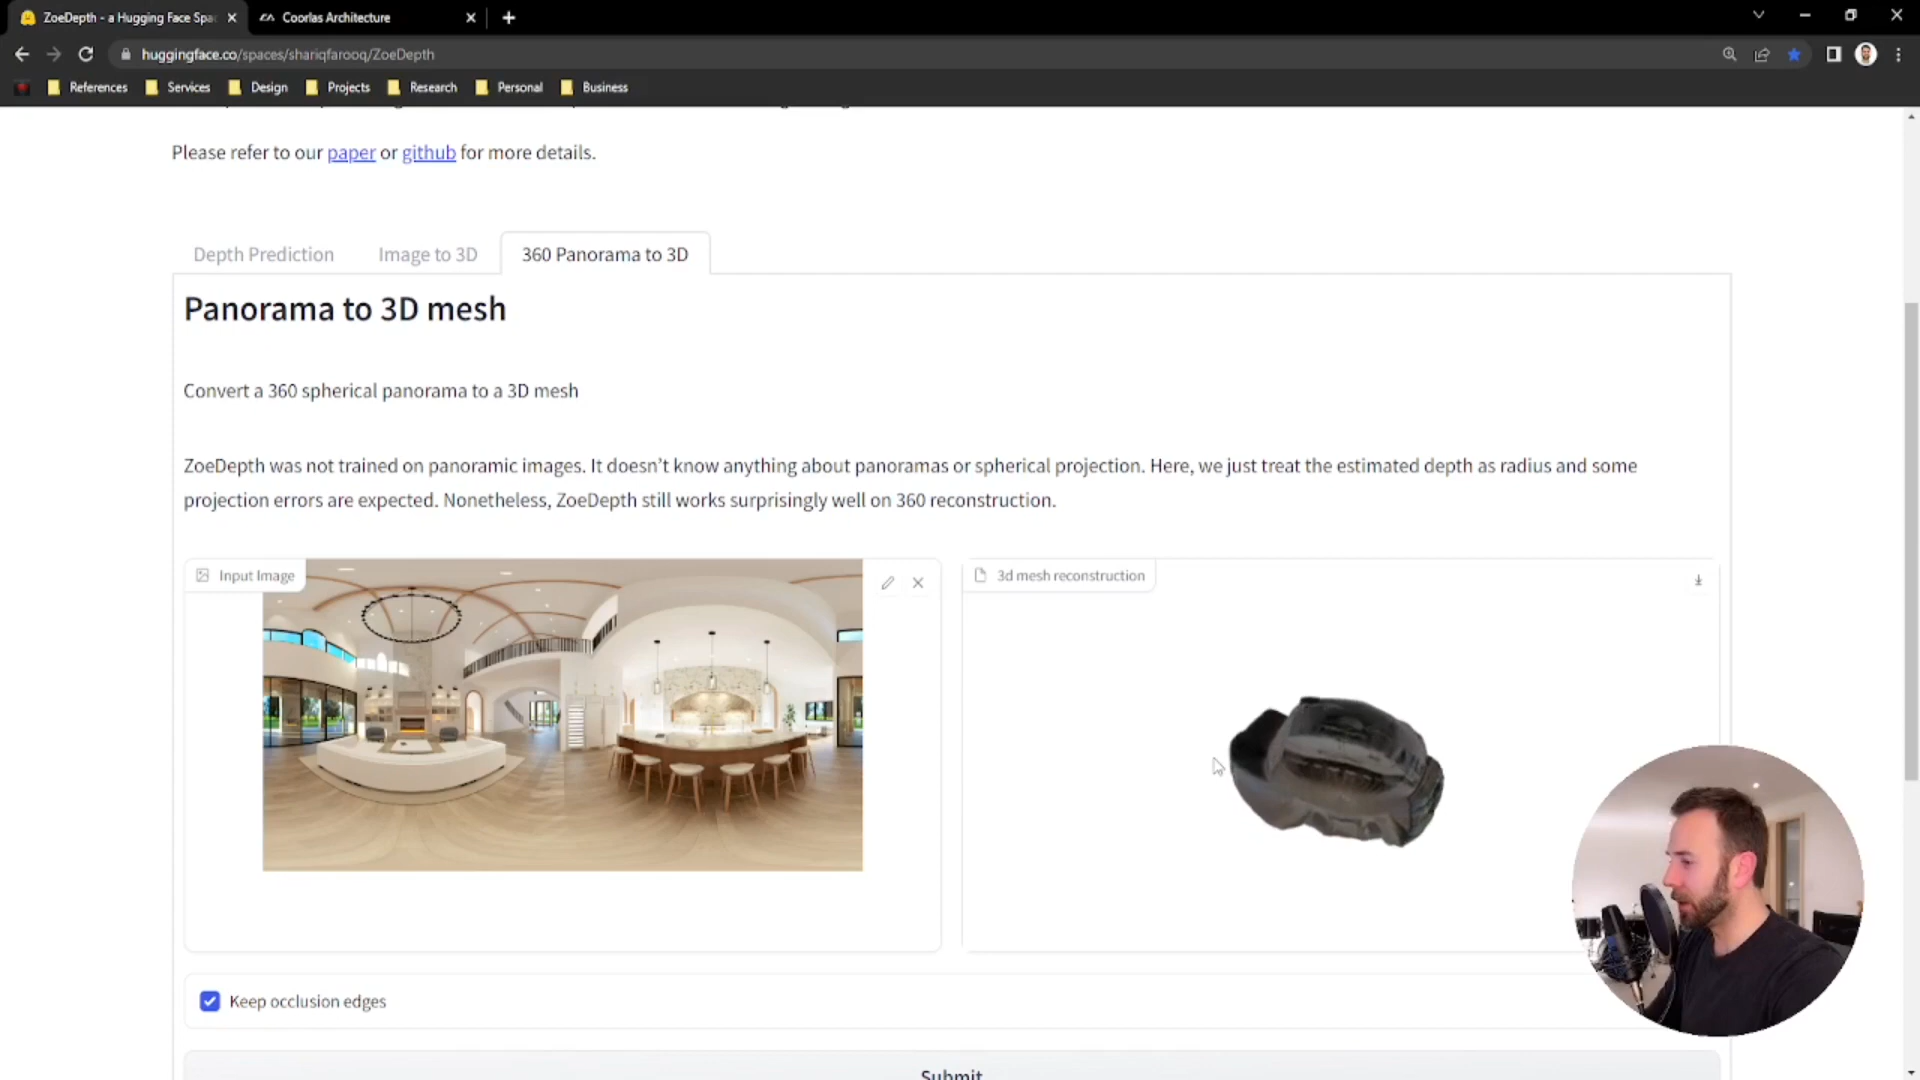 ZoeDepth - a Hugging Face Spa
Coorlas Architecture
huggingface.co/spaces/shariqfarooq/ZoeDepth
References
Services
Design
Projects
Research
Personal
Business
Please refer to our paper or github for more details.
Depth Prediction
Image to 3D
360 Panorama to 3D
Panorama to 3D mesh
Convert a 360 spherical panorama to a 3D mesh
ZoeDepth was not trained on panoramic images. It doesn't know anything about panoramas or spherical projection. Here, we just treat the estimated depth as radius and some
projection errors are expected. Nonetheless, ZoeDepth still works surprisingly well on 360 reconstruction.
Input Image
3d mesh reconstruction
Keep occlusion edges
Submit